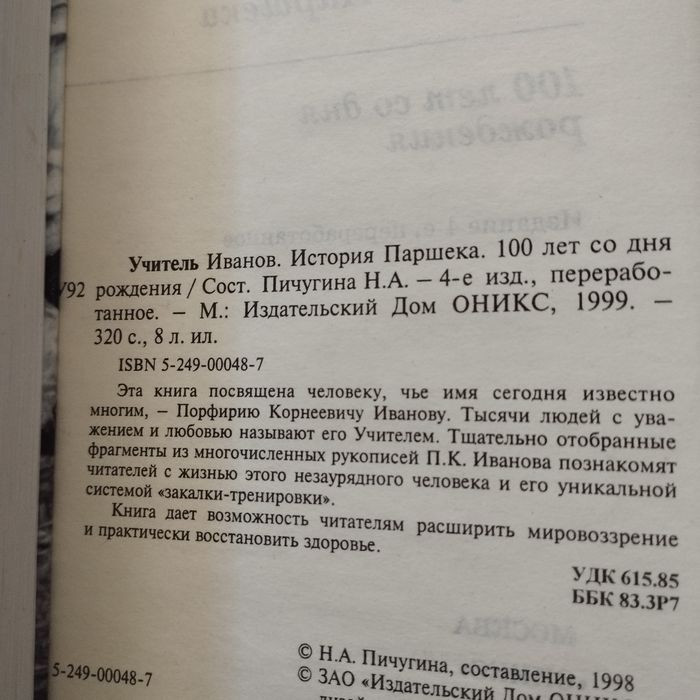 Учитель Иванов. История Паршека. 100 лет со дня
/92 рождения / Сост. Пичугина Н.А. – 4-е изд., перерабо-
танное. – М.: Издательский Дом ОНИКС, 1999. –
320 с., 8 л. ил.
ISBN 5-249-00048-7
Эта книга посвящена человеку, чье имя сегодня известно
многим, – Порфирию Корнеевичу Иванову. Тысячи людей с ува-
жением и любовью называют его Учителем. Тщательно отобранные
фрагменты из многочисленных рукописей П.К. Иванова познакомят
читателей с жизнью этого незаурядного человека и его уникальной
системой «закалки-тренировки».
Книга дает возможность читателям расширить мировоззрение
и практически восстановить здоровье.
УДК 615.85
ББК 83.3Р7
© Н.А. Пичугина, составление, 1998
5-249-00048-7
© ЗАО «Издательский Дом